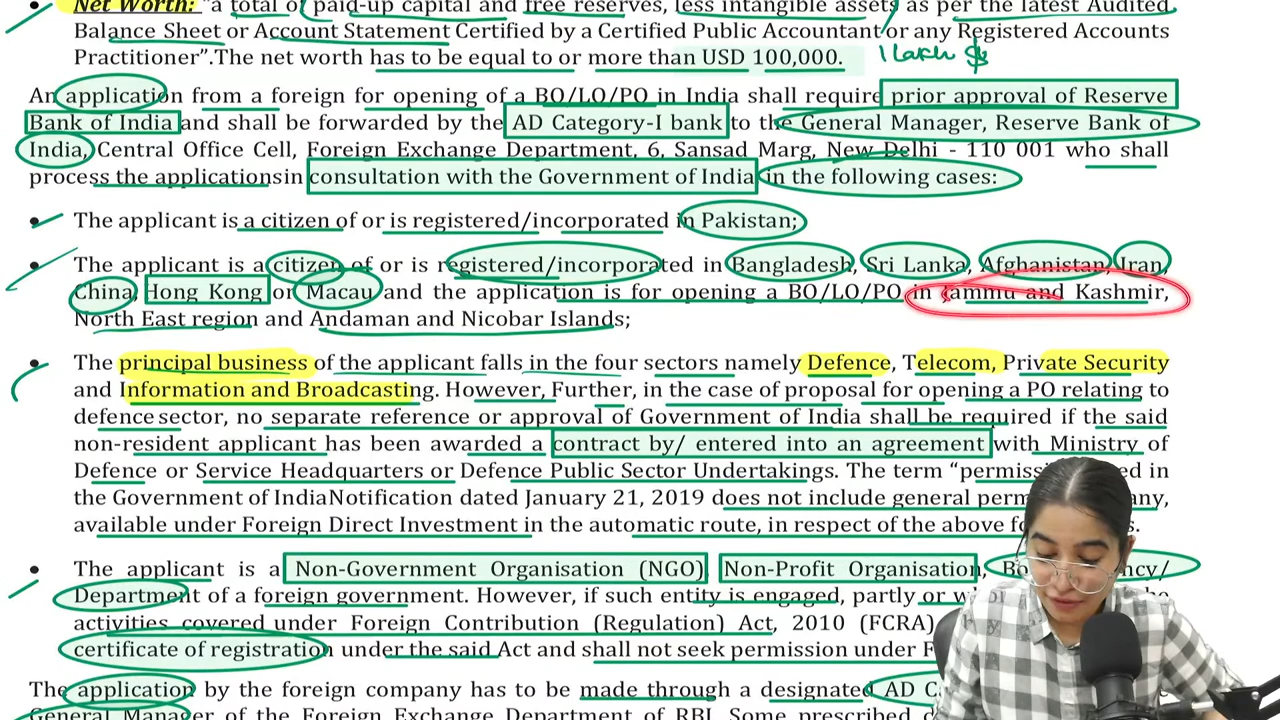 Net Worth: "a total of paid-up capital and free reserves, less intangible assets as per the latest Audited
Balance Sheet or Account Statement Certified by a Certified Public Accountant or any Registered Accounts
Practitioner".The net worth has to be equal to or more than USD 100,000. 1 lakh $
An application from a foreign for opening of a BO/LO/PO in India shall require prior approval of Reserve
Bank of India and shall be forwarded by the AD Category-I bank to the General Manager, Reserve Bank of
India, Central Office Cell, Foreign Exchange Department, 6, Sansad Marg, New Delhi - 110 001 who shall
process the applicationsin consultation with the Government of India in the following cases:
• The applicant is a citizen of or is registered/incorporated in Pakistan;
• The applicant is a citizen of or is registered/incorporated in Bangladesh, Sri Lanka, Afghanistan, Iran,
China, Hong Kong or Macau and the application is for opening a BO/LO/PO in Jammu and Kashmir,
North East region and Andaman and Nicobar Islands;
• The principal business of the applicant falls in the four sectors namely Defence, Telecom, Private Security
and Information and Broadcasting. However, Further, in the case of proposal for opening a PO relating to
defence sector, no separate reference or approval of Government of India shall be required if the said
non-resident applicant has been awarded a contract by/ entered into an agreement with Ministry of
Defence or Service Headquarters or Defence Public Sector Undertakings. The term "permiss ed in
the Government of IndiaNotification dated January 21, 2019 does not include general perm ny,
available under Foreign Direct Investment in the automatic route, in respect of the above fo s.
• The applicant is a Non-Government Organisation (NGO), Non-Profit Organisation, Bo ncy/
Department of a foreign government. However, if such entity is engaged, partly or
activities covered under Foreign Contribution (Regulation) Act, 2010 (FCRA)
certificate of registration under the said Act and shall not seek permission under F
The application by the foreign company has to be made through a designated AD C
General Manager of the Foreign Exchange Department of RBI. Some prescribed